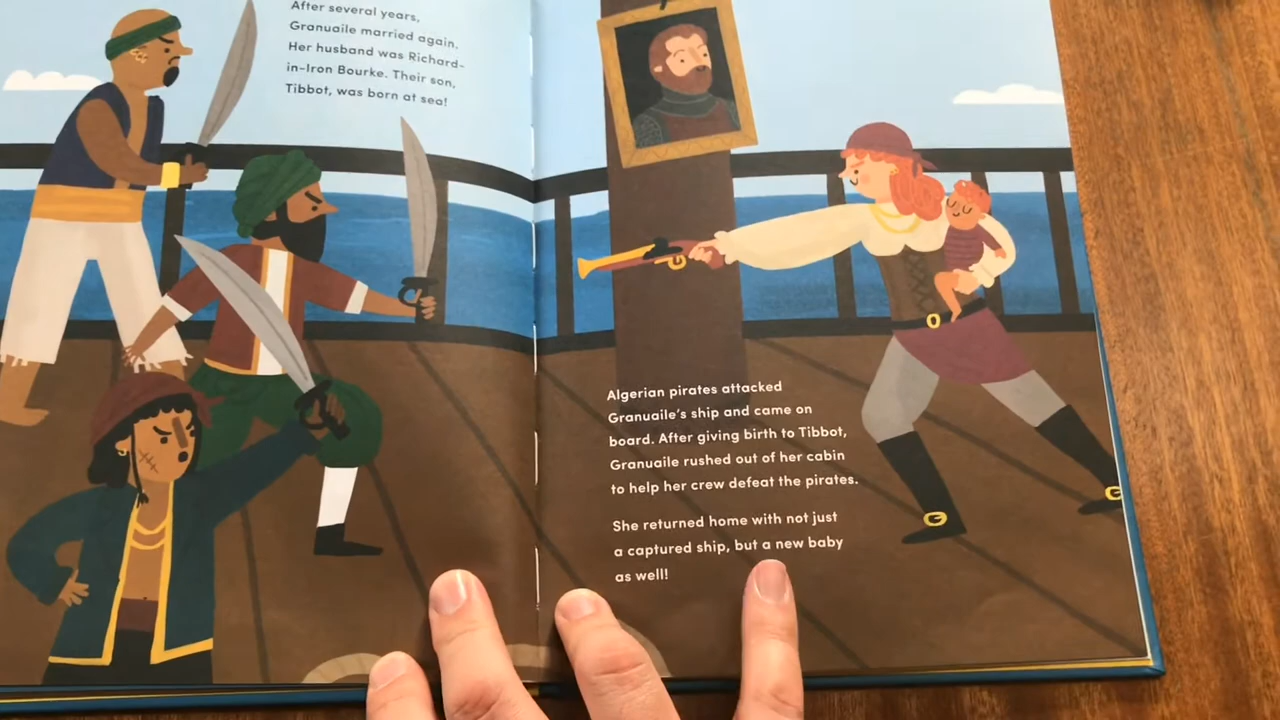 After several years,
Granuaile married again.
Her husband was Richard-
in-Iron Bourke. Their son,
Tibbot, was born at sea!
Algerian pirates attacked
Granuaile's ship and came on
board. After giving birth to Tibbot,
Granuaile rushed out of her cabin
to help her crew defeat the pirates.
She returned home with not just
a captured ship, but a new baby
as well!